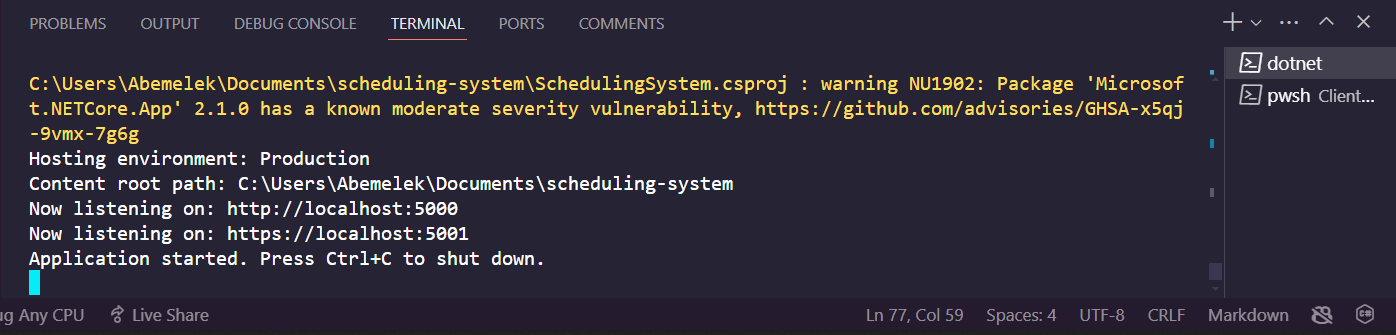 PROBLEMS OUTPUT DEBUG CONSOLE TERMINAL PORTS COMMENTS
C:\Users\Abemelek\Documents\scheduling-system\SchedulingSystem.csproj : warning NU1902: Package 'Microsof
t.NETCore.App' 2.1.0 has a known moderate severity vulnerability, https://github.com/advisories/GHSA-x5qj
-9vmx-7g6g
Hosting environment: Production
Content root path: C:\Users\Abemelek\Documents\scheduling-system
Now listening on: http://localhost:5000
Now listening on: https://localhost:5001
Application started. Press Ctrl+C to shut down.
dotnet
pwsh Client...
ug Any CPU Live Share Ln 77, Col 59 Spaces: 4 UTF-8 CRLF Markdown C#